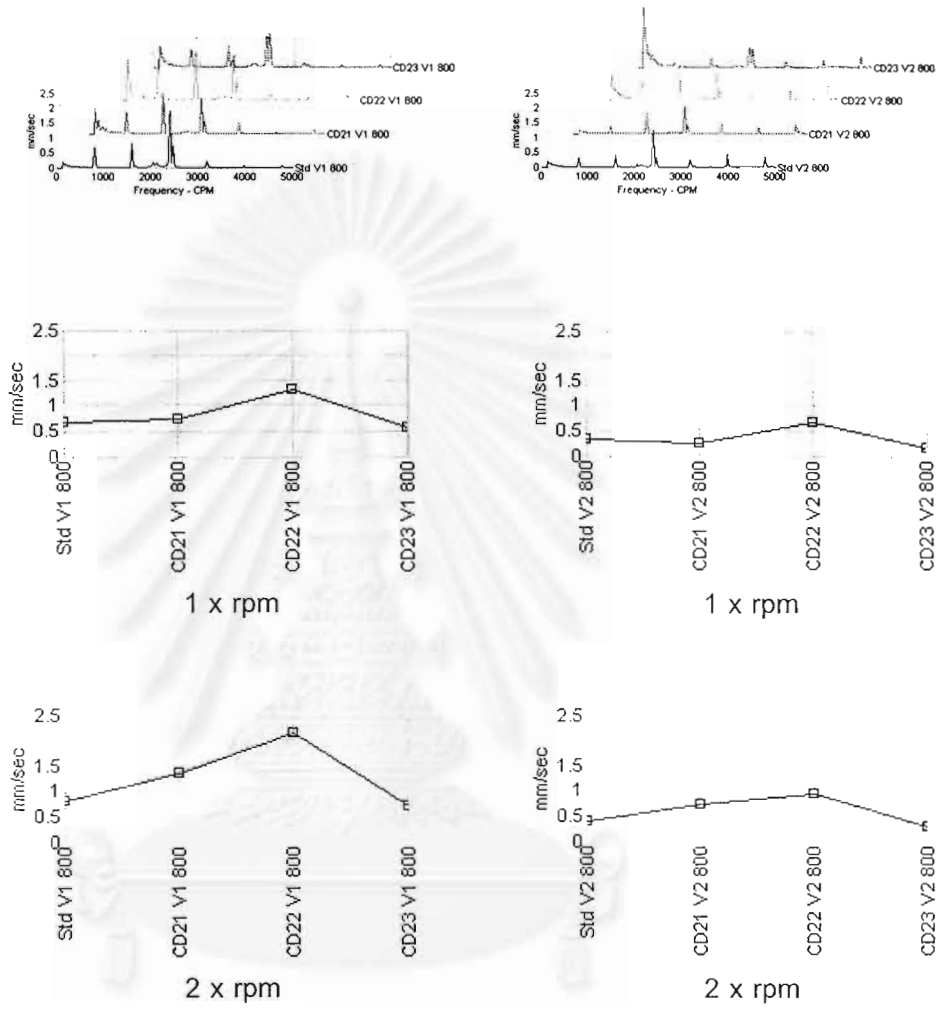 CD23 V1 800
CD22 V1 800
CD21 V1 800
Std V1 800
2.5
2
1.5
1
0.5
0
mm/sec
0 1000 2000 3000 4000 5000
Frequency - CPM
CD23 V2 800
CD22 V2 800
CD21 V2 800
Std V2 800
2.5
2
1.5
1
0.5
0
mm/sec
0 1000 2000 3000 4000 5000
Frequency - CPM
2.5
1.5
1
0.5
0
mm/sec
Std V1 800
CD21 V1 800
CD22 V1 800
CD23 V1 800
1 x rpm
2.5
1.5
1
0.5
0
mm/sec
Std V2 800
CD21 V2 800
CD22 V2 800
CD23 V2 800
1 x rpm
2.5
1.5
1
0.5
0
mm/sec
Std V1 800
CD21 V1 800
CD22 V1 800
CD23 V1 800
2 x rpm
2.5
1.5
1
0.5
0
mm/sec
Std V2 800
CD21 V2 800
CD22 V2 800
CD23 V2 800
2 x rpm